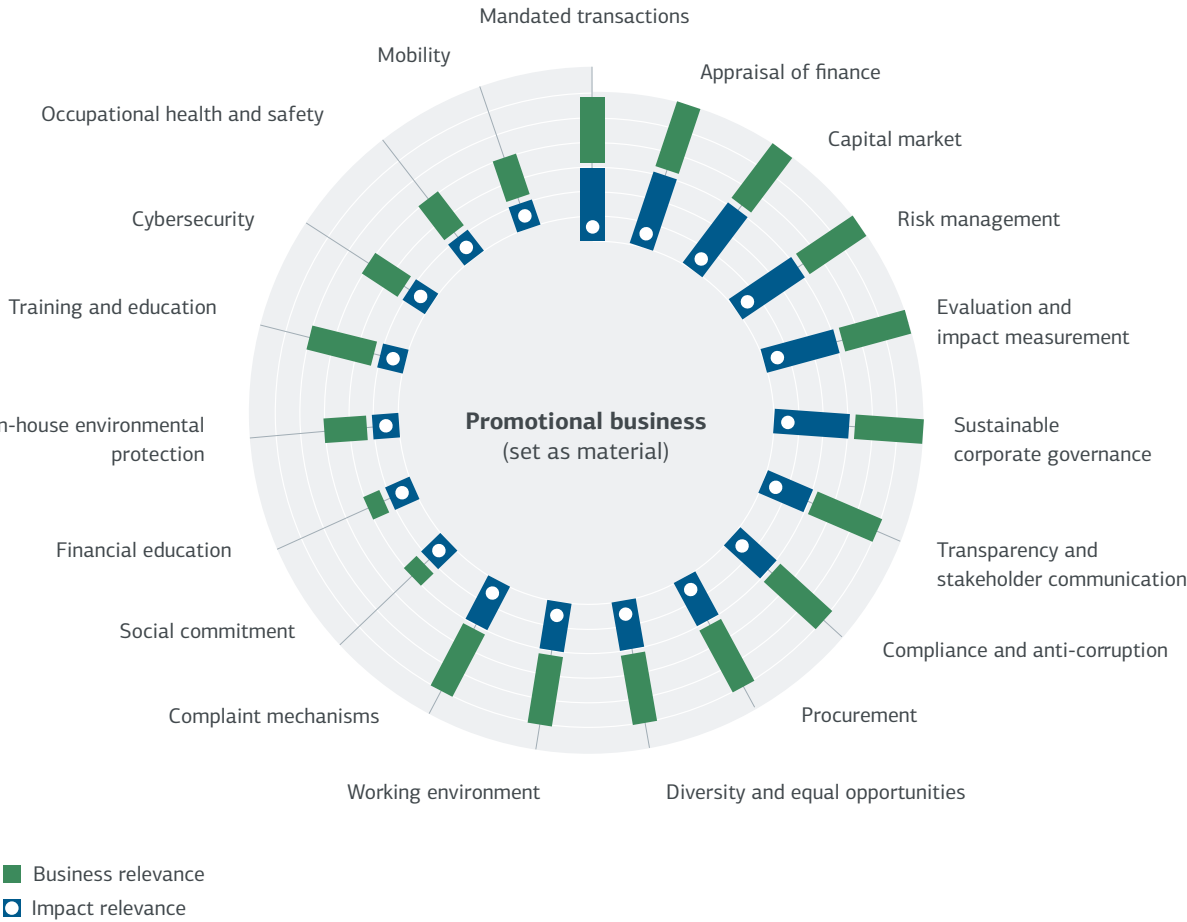 Mandated transactions
Mobility
Appraisal of finance
Occupational health and safety
Capital market
Cybersecurity
Risk management
Training and education
Evaluation and
impact measurement
Promotional business
(set as material)
n-house environmental
protection
Sustainable
corporate governance
Financial education
Transparency and
stakeholder communication
Social commitment
Compliance and anti-corruption
Complaint mechanisms
Procurement
Working environment
Diversity and equal opportunities
Business relevance
Impact relevance